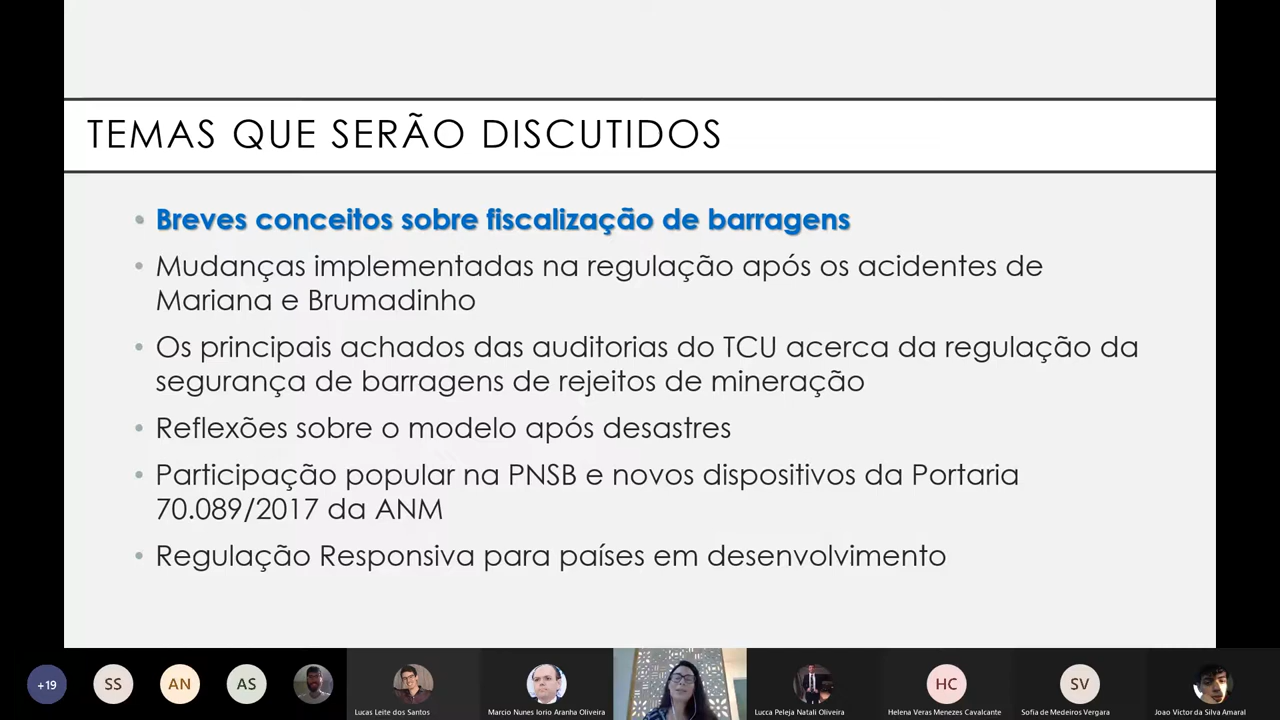 TEMAS QUE SERÃO DISCUTIDOS
• Breves conceitos sobre fiscalização de barragens
• Mudanças implementadas na regulação após os acidentes de
Mariana e Brumadinho
• Os principais achados das auditorias do TCU acerca da regulação da
segurança de barragens de rejeitos de mineração
• Reflexões sobre o modelo após desastres
• Participação popular na PNSB e novos dispositivos da Portaria
70.089/2017 da ANM
• Regulação Responsiva para países em desenvolvimento
+19
SS
AN
AS
HC
SV
Lucas Leite dos Santos
Marcio Nunes Iorio Aranha Oliveira
Lucca Peleja Natali Oliveira
Helena Veras Menezes Cavalcante
Sofia de Medeiros Vergara
Joao Victor da Silva Amaral